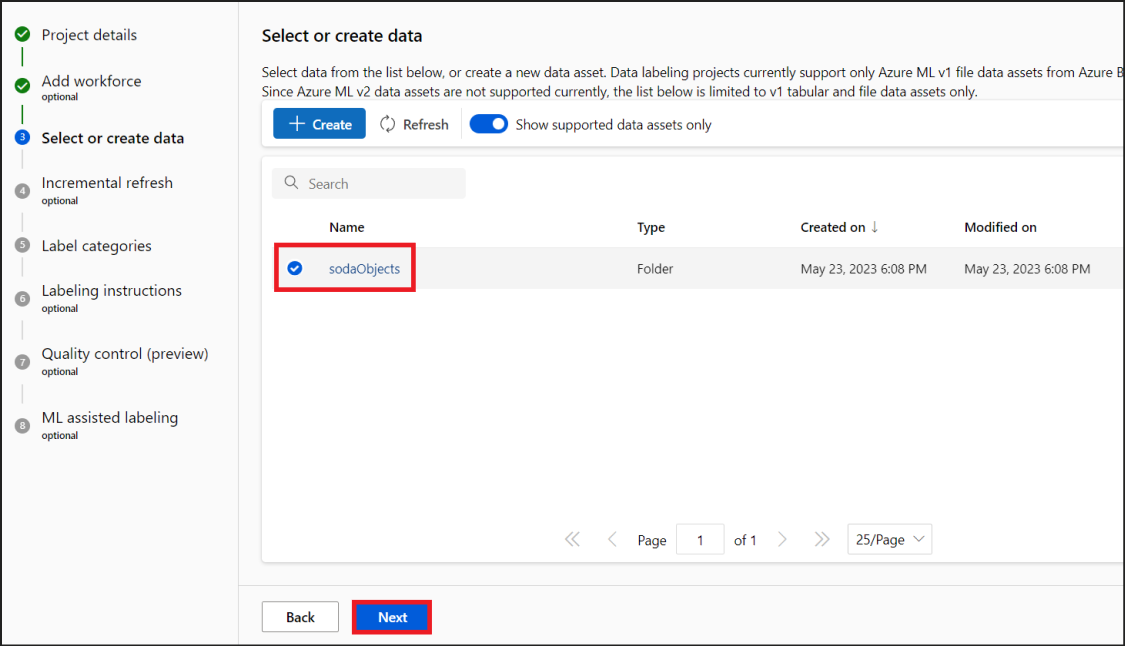 Project details
Add workforce
optional
3
Select or create data
4
Incremental refresh
optional
5
Label categories
6
Labeling instructions
optional
7
Quality control (preview)
optional
8
ML assisted labeling
optional
Select or create data
Select data from the list below, or create a new data asset. Data labeling projects currently support only Azure ML v1 file data assets from Azure B
Since Azure ML v2 data assets are not supported currently, the list below is limited to v1 tabular and file data assets only.
Create Refresh Show supported data assets only
Search
Name Type Created on ↓ Modified on
sodaObjects Folder May 23, 2023 6:08 PM May 23, 2023 6:08 PM
Page 1 of 1 25/Page
Back Next